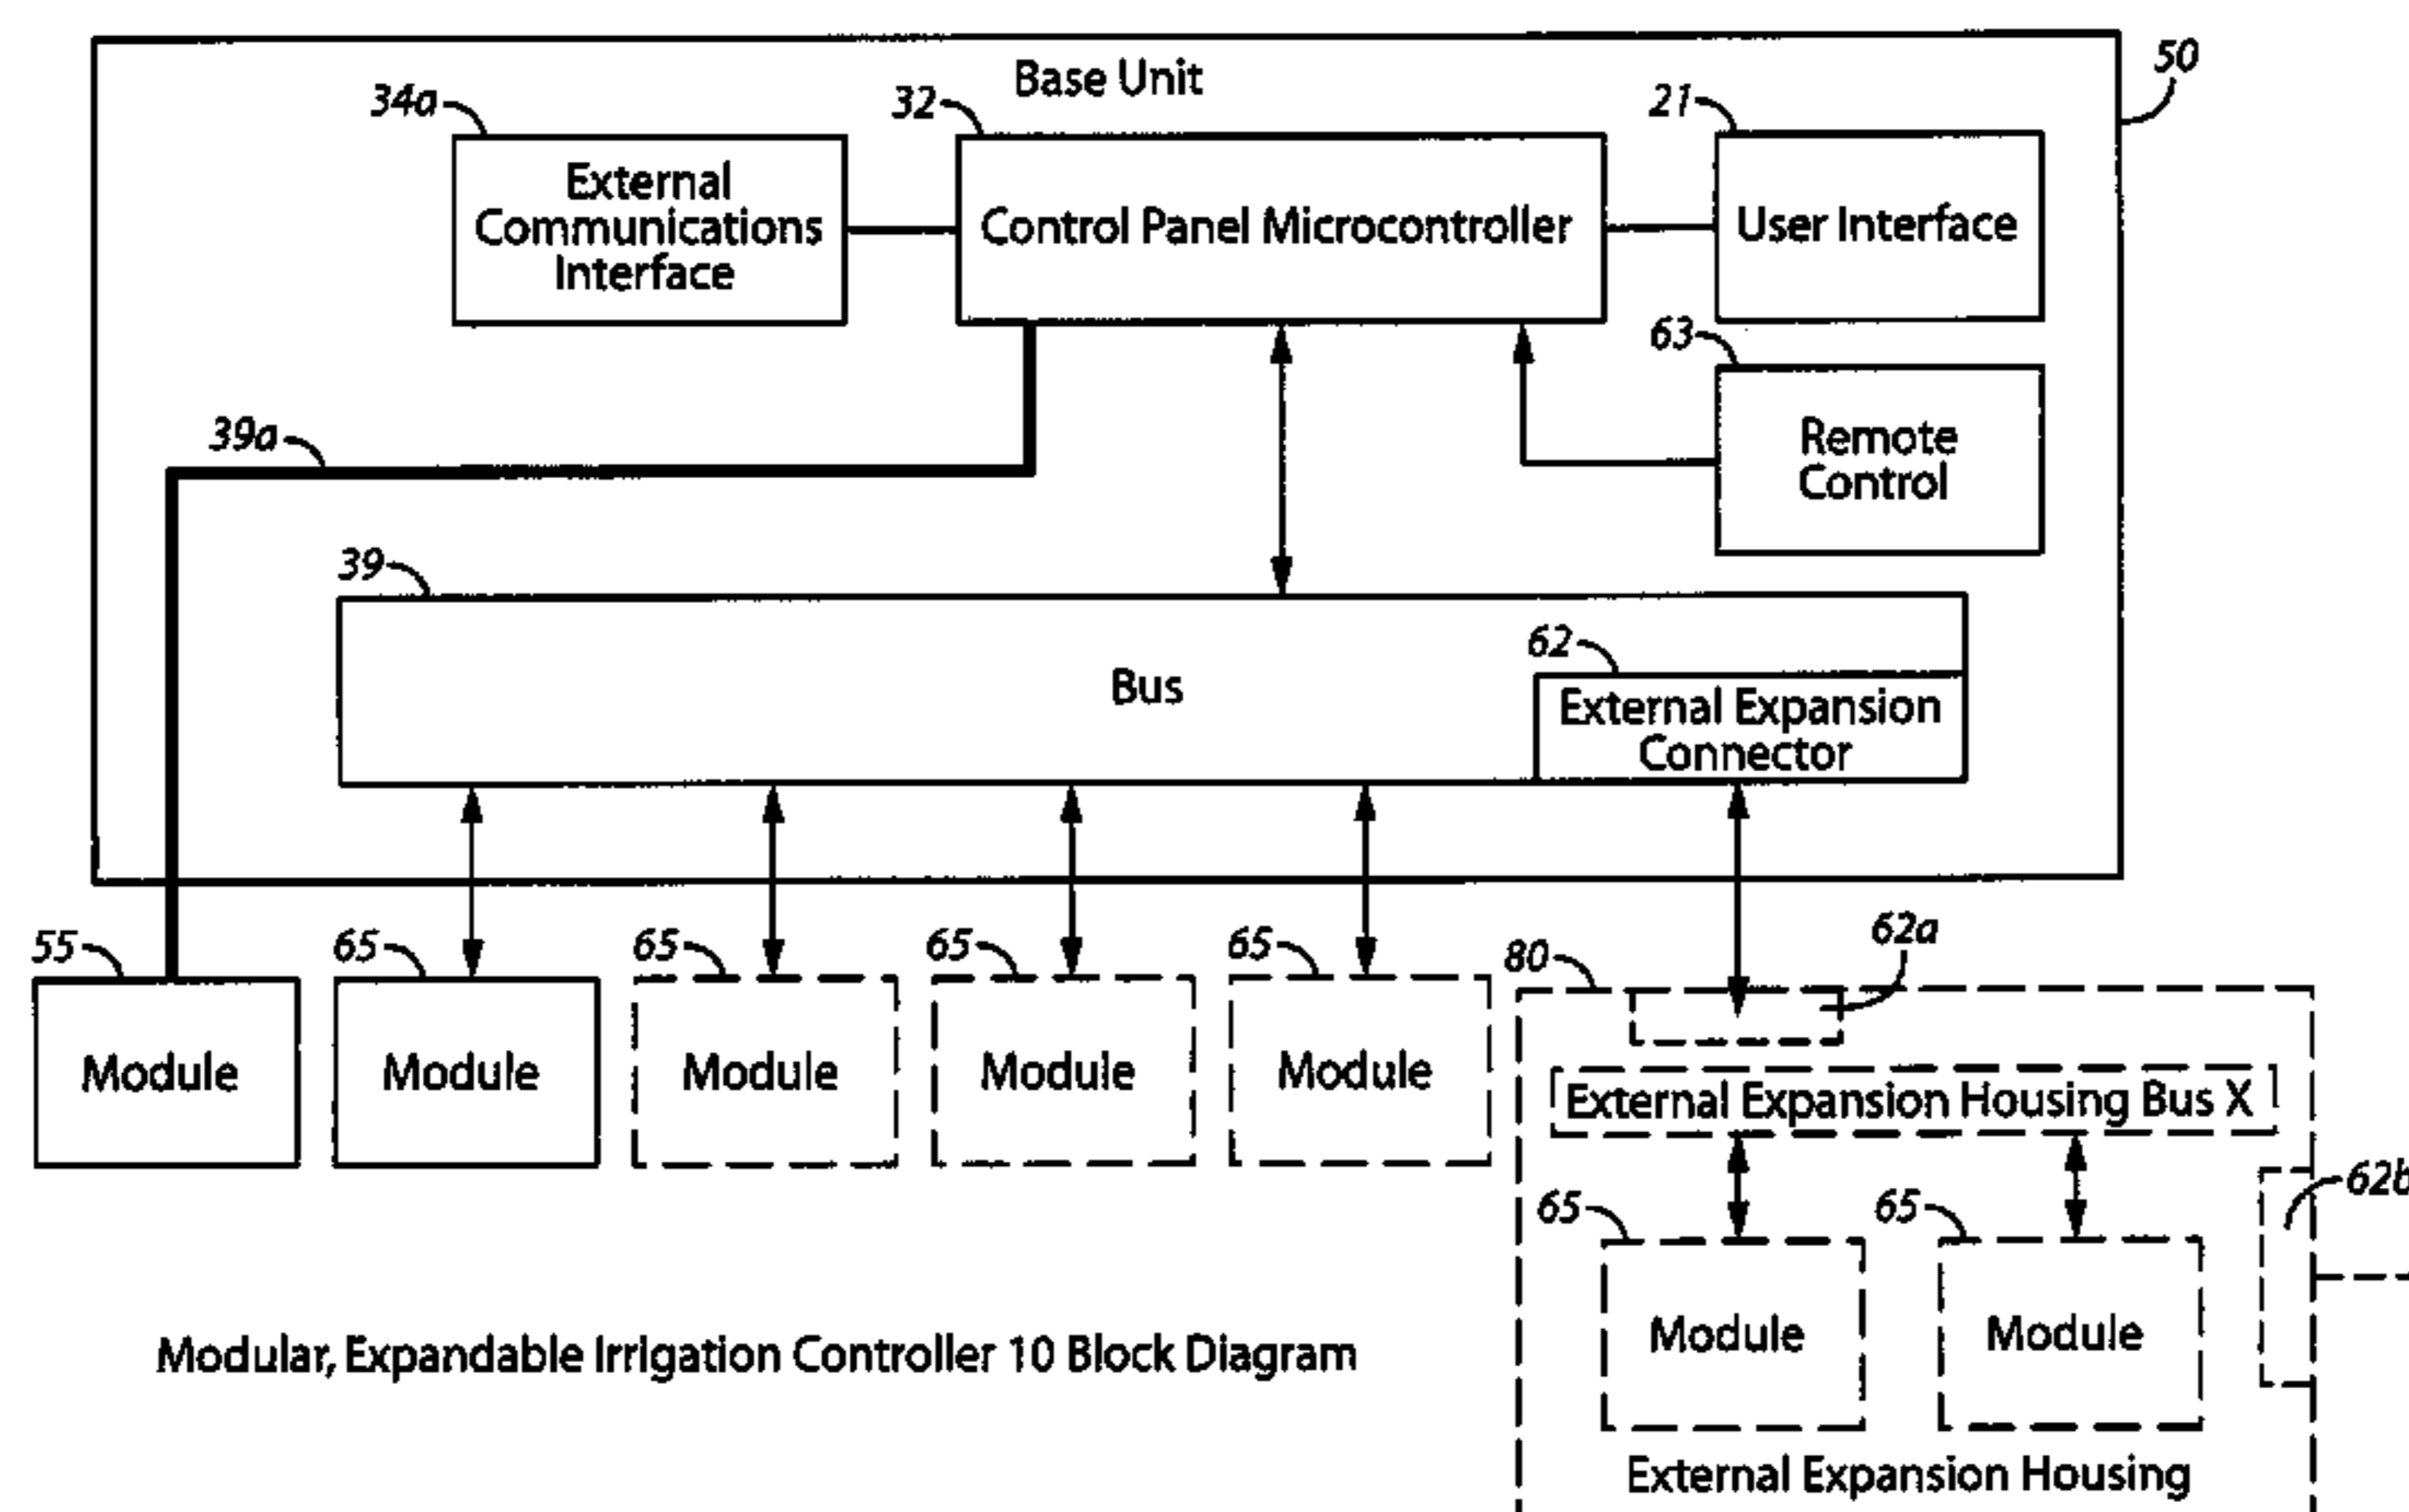 Base Unit
50
34a
32
21
External
Communications
Interface
Control Panel Microcontroller
User Interface
63
Remote
Control
39a
39
Bus
62
External Expansion
Connector
55
65
65
65
65
80
62a
Module
Module
Module
Module
Module
External Expansion Housing Bus X
62b
65
65
Module
Module
Modular, Expandable Irrigation Controller 10 Block Diagram
External Expansion Housing